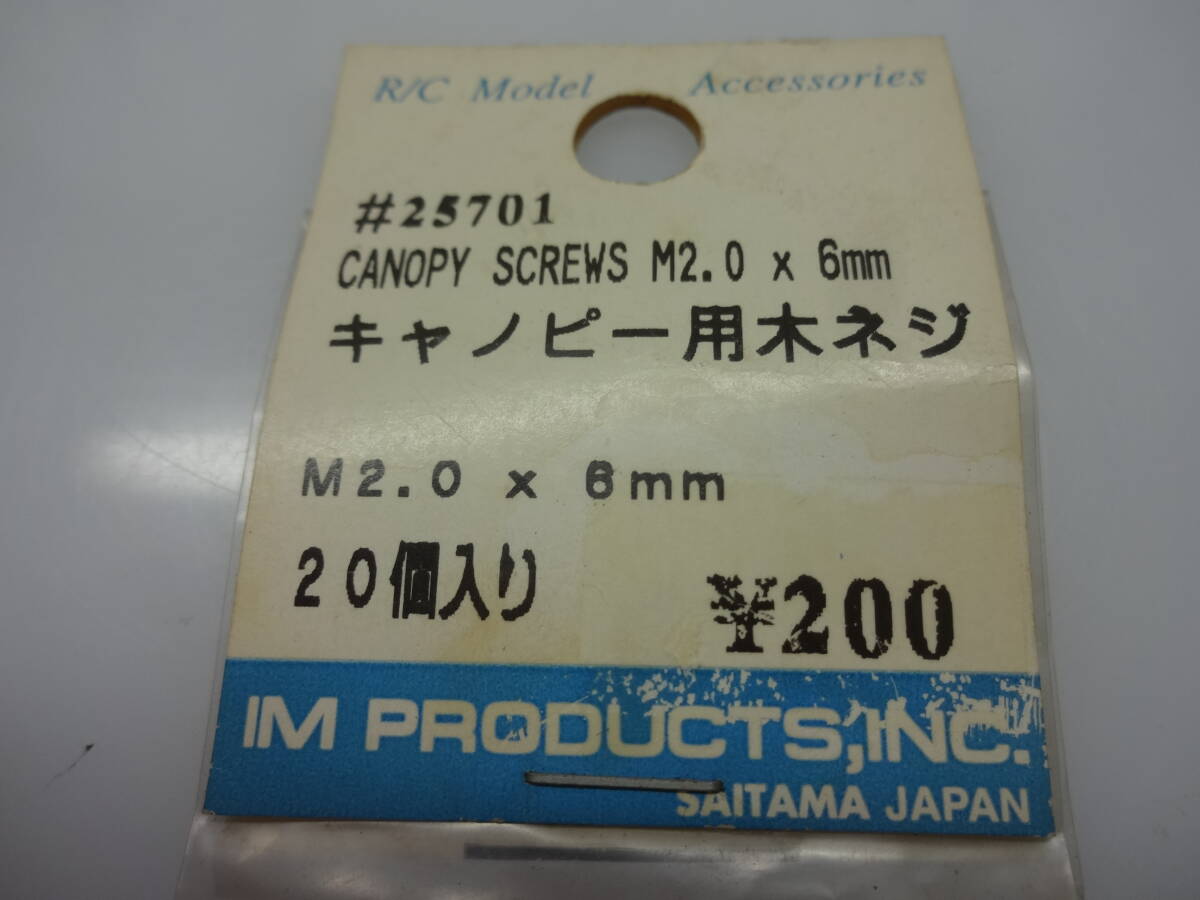 R/C Model Accessories
#25701
CANOPY SCREWS M2.0 x 6mm
キャノピー用木ネジ
M2.0 x 6mm
20個入り
¥200
IM PRODUCTS,INC.
SAITAMA JAPAN